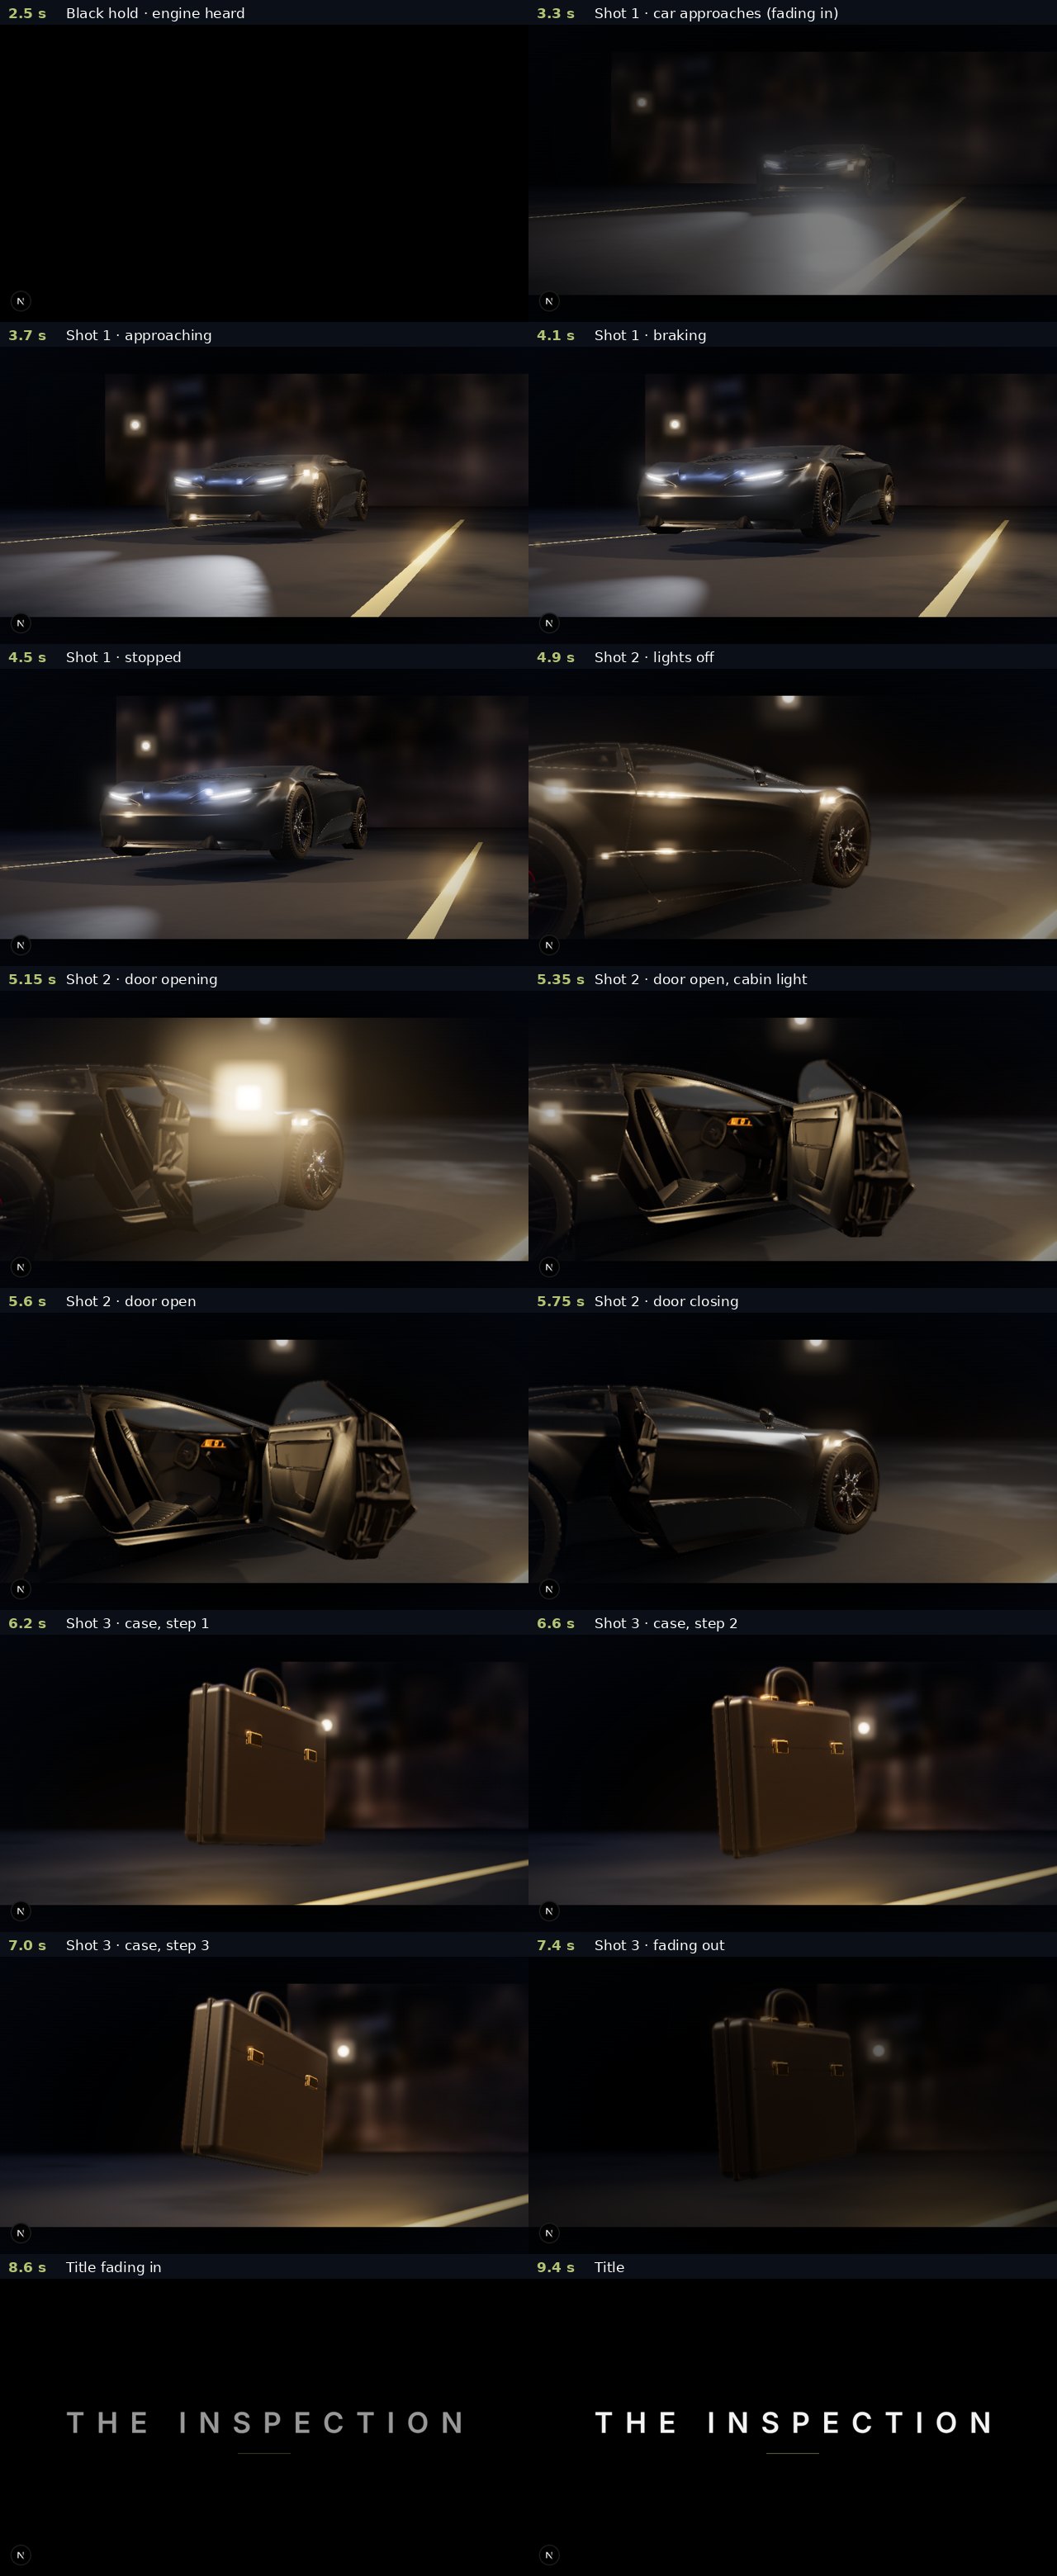 2.5 s Black hold · engine heard
3.3 s Shot 1 · car approaches (fading in)
N
N
3.7 s Shot 1 · approaching
4.1 s Shot 1 · braking
N
N
4.5 s Shot 1 · stopped
4.9 s Shot 2 · lights off
N
N
5.15 s Shot 2 · door opening
5.35 s Shot 2 · door open, cabin light
N
N
5.6 s Shot 2 · door open
5.75 s Shot 2 · door closing
N
N
6.2 s Shot 3 · case, step 1
6.6 s Shot 3 · case, step 2
N
N
7.0 s Shot 3 · case, step 3
7.4 s Shot 3 · fading out
N
N
8.6 s Title fading in
9.4 s Title
THE INSPECTION
THE INSPECTION
N
N